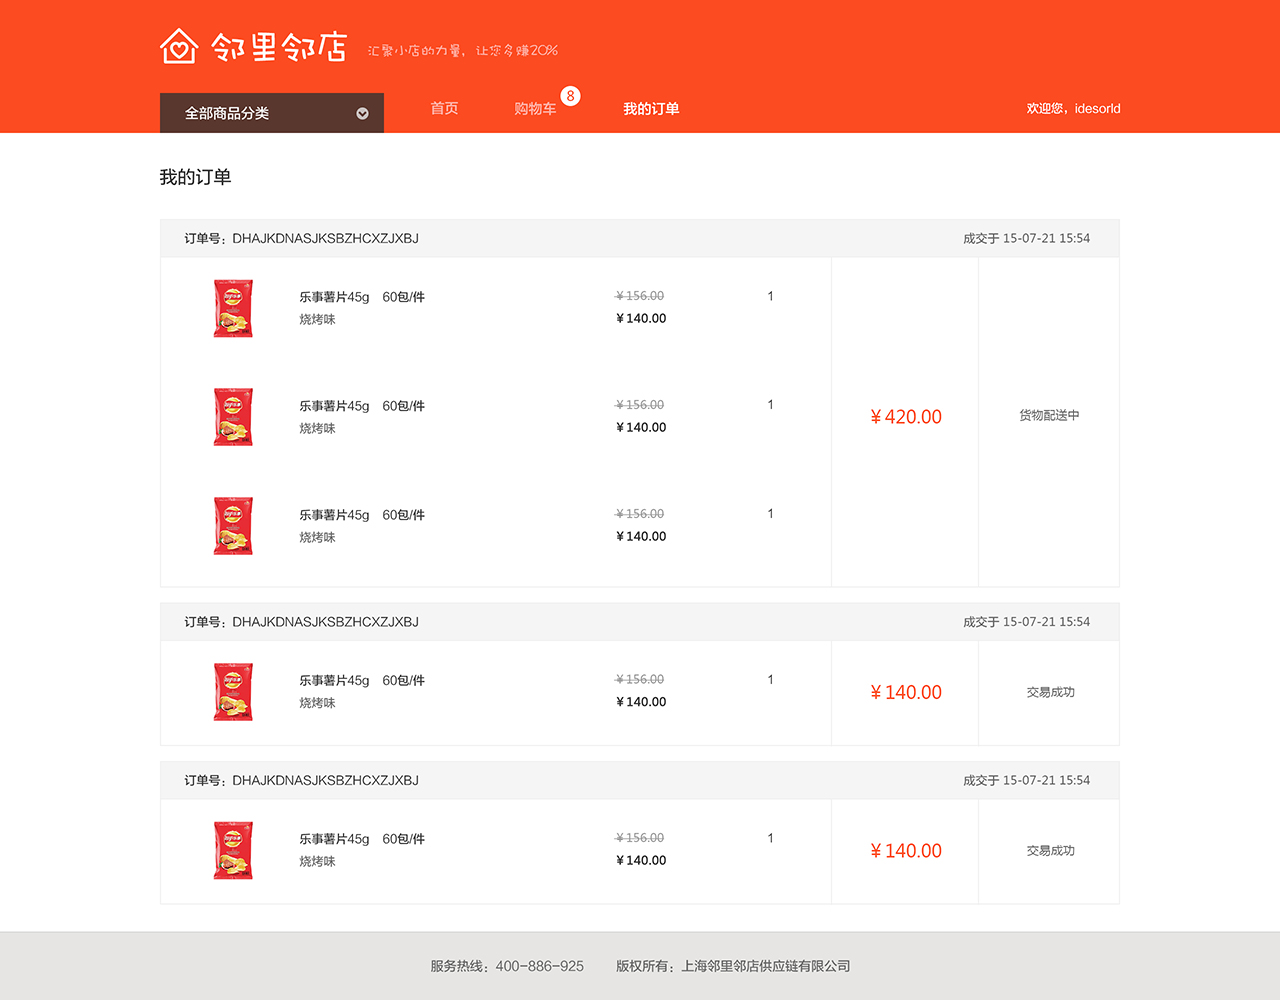 邻里邻店 汇聚小店的力量，让您多赚20%
全部商品分类 首页 购物车 8 我的订单 欢迎您，idesorld
我的订单
订单号：DHAJKDNASJKSBZHCXZJXBJ 成交于 15-07-21 15:54
乐事薯片45g 60包/件 ¥156.00 1
烧烤味 ¥140.00
乐事薯片45g 60包/件 ¥156.00 1
烧烤味 ¥140.00
¥420.00 货物配送中
乐事薯片45g 60包/件 ¥156.00 1
烧烤味 ¥140.00
订单号：DHAJKDNASJKSBZHCXZJXBJ 成交于 15-07-21 15:54
乐事薯片45g 60包/件 ¥156.00 1
烧烤味 ¥140.00
¥140.00 交易成功
订单号：DHAJKDNASJKSBZHCXZJXBJ 成交于 15-07-21 15:54
乐事薯片45g 60包/件 ¥156.00 1
烧烤味 ¥140.00
¥140.00 交易成功
服务热线：400-886-925 版权所有：上海邻里邻店供应链有限公司